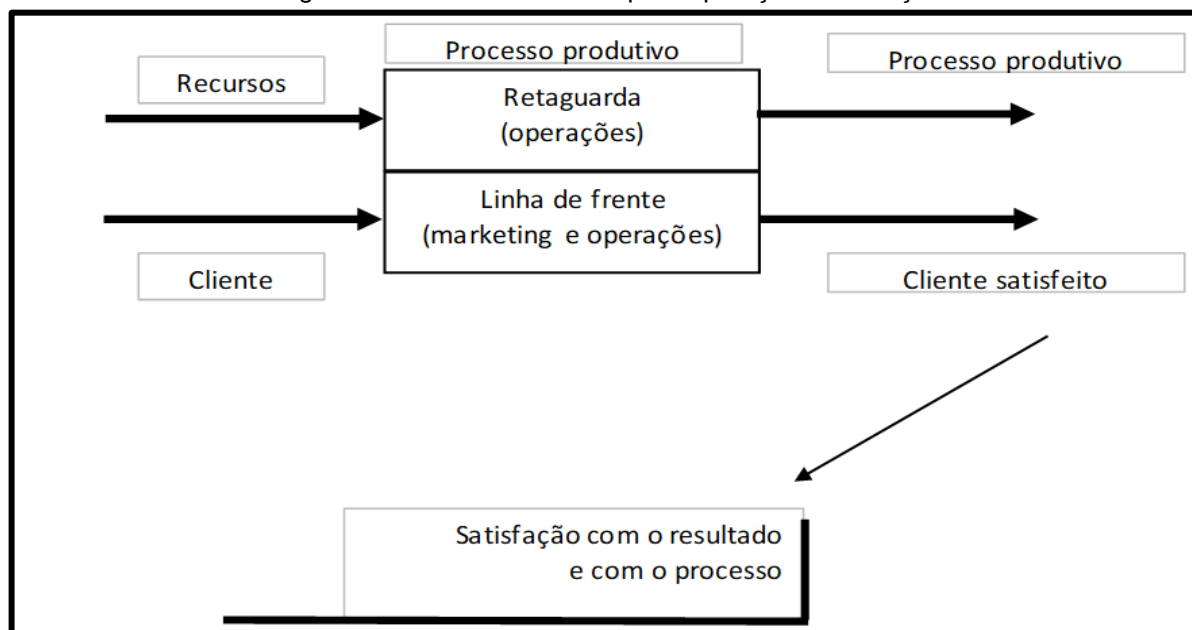 Processo produtivo
Processo produtivo
Recursos
Retaguarda
(operações)
Linha de frente
(marketing e operações)
Cliente
Cliente satisfeito
Satisfação com o resultado
e com o processo